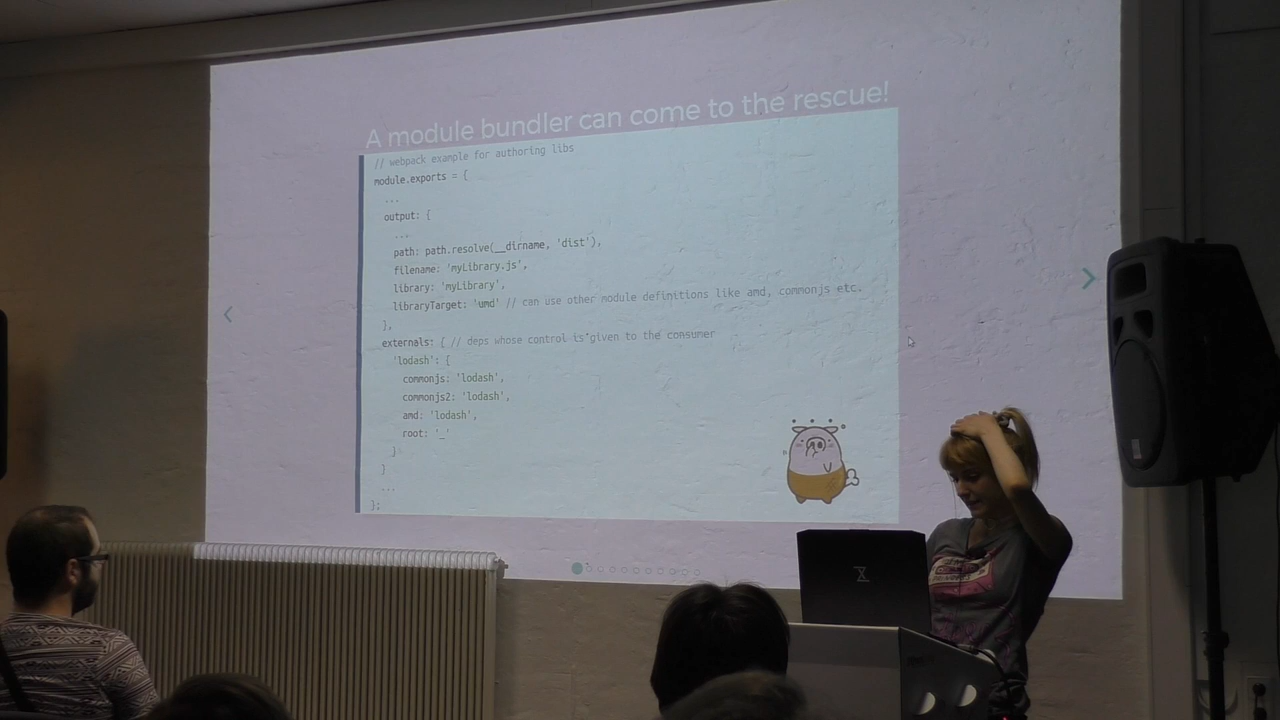 A module bundler can come to the rescue!
// webpack example for authoring libs
module.exports = {
...
output: {
...
path: path.resolve(__dirname, 'dist'),
filename: 'myLibrary.js',
library: 'myLibrary',
libraryTarget: 'umd' // can use other module definitions like amd, commonjs etc.
},
externals: { // deps whose control is given to the consumer
'lodash': {
commonjs: 'lodash',
commonjs2: 'lodash',
amd: 'lodash',
root: '_'
}
}
...
};